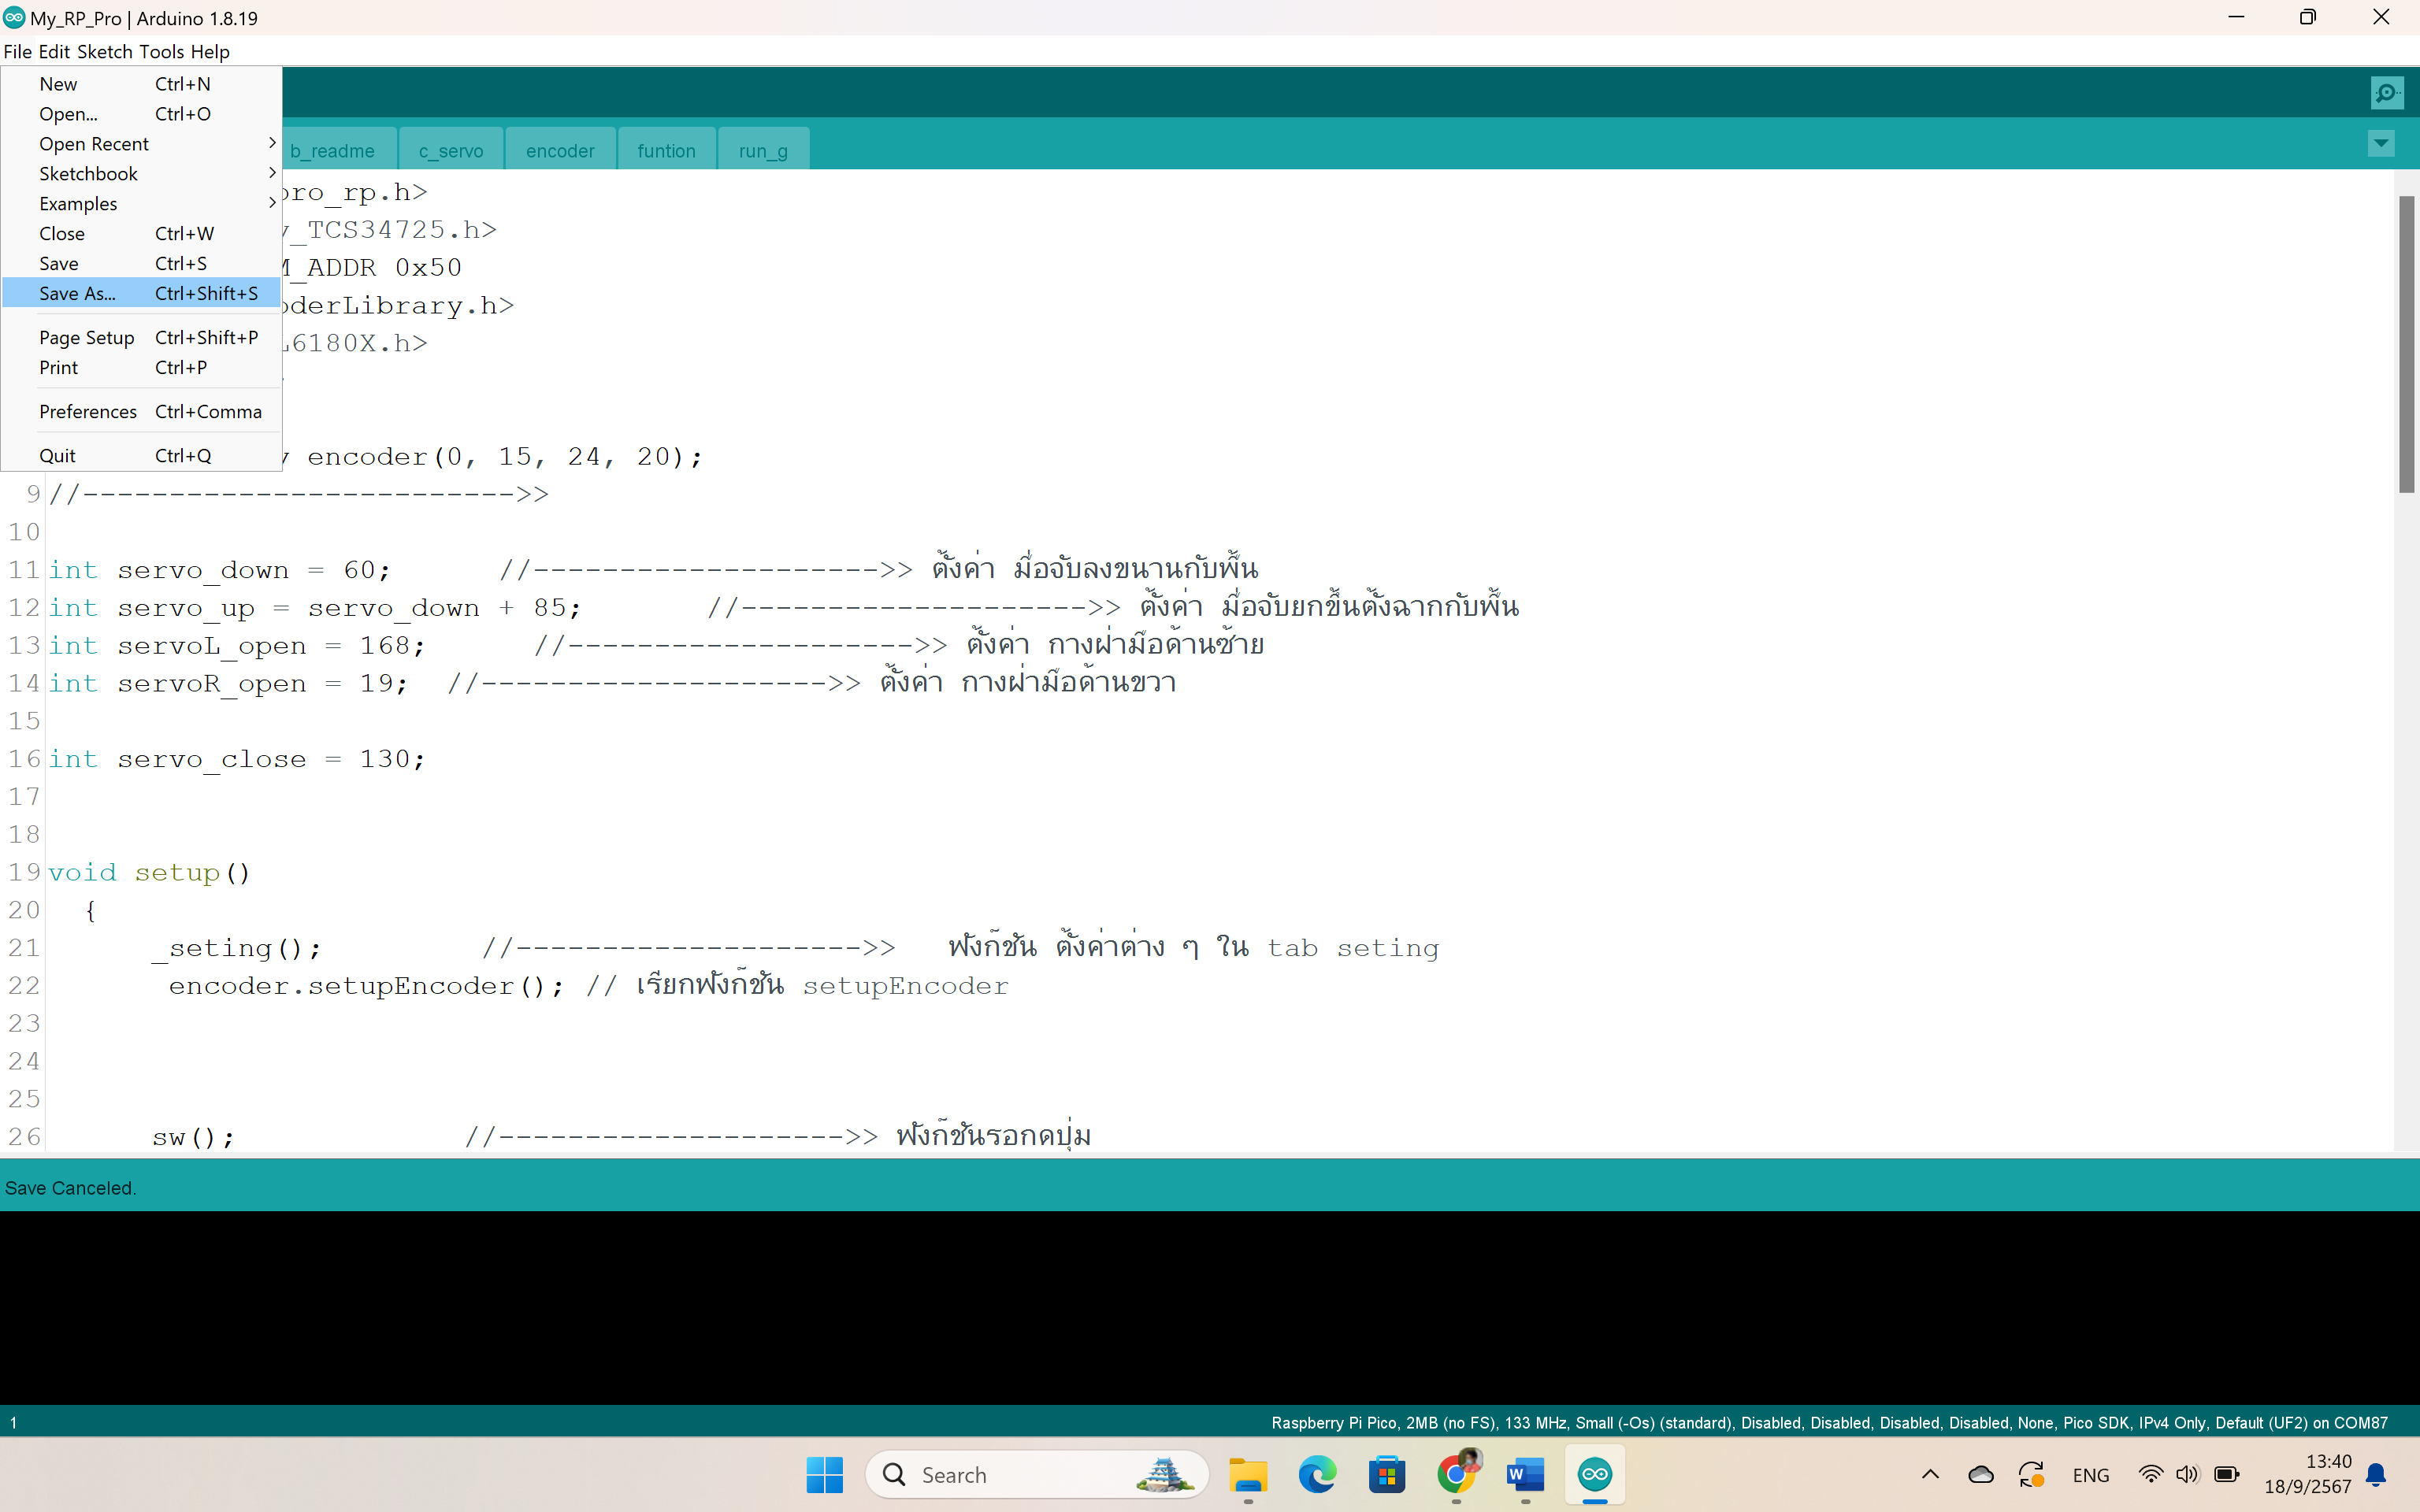 My_RP_Pro | Arduino 1.8.19
File Edit Sketch Tools Help
New Ctrl+N
Open... Ctrl+O
Open Recent
Sketchbook
Examples
Close Ctrl+W
Save Ctrl+S
Save As... Ctrl+Shift+S
Page Setup Ctrl+Shift+P
Print Ctrl+P
Preferences Ctrl+Comma
Quit Ctrl+Q
b_readme c_servo encoder funtion run_g
pro_rp.h>
_TCS34725.h>
_ADDR 0x50
oderLibrary.h>
L6180X.h>
encoder(0, 15, 24, 20);
9 //------------------------->>
10
11 int servo_down = 60; //-------------------->> ตั้งค่า มือจับลงขนานกับพื้น
12 int servo_up = servo_down + 85; //-------------------->> ตั้งค่า มือจับยกขึ้นตั้งฉากกับพื้น
13 int servoL_open = 168; //-------------------->> ตั้งค่า กางฝ่ามือด้านซ้าย
14 int servoR_open = 19; //-------------------->> ตั้งค่า กางฝ่ามือด้านขวา
15
16 int servo_close = 130;
17
18
19 void setup()
20 {
21 _seting(); //-------------------->> ฟังก์ชัน ตั้งค่าต่าง ๆ ใน tab seting
22 encoder.setupEncoder(); // เรียกฟังก์ชัน setupEncoder
23
24
25
26 sw(); //-------------------->> ฟังก์ชันรอกดปุ่ม
Save Canceled.
1 Raspberry Pi Pico, 2MB (no FS), 133 MHz, Small (-Os) (standard), Disabled, Disabled, Disabled, Disabled, None, Pico SDK, IPv4 Only, Default (UF2) on COM87
Search
ENG
13:40
18/9/2567